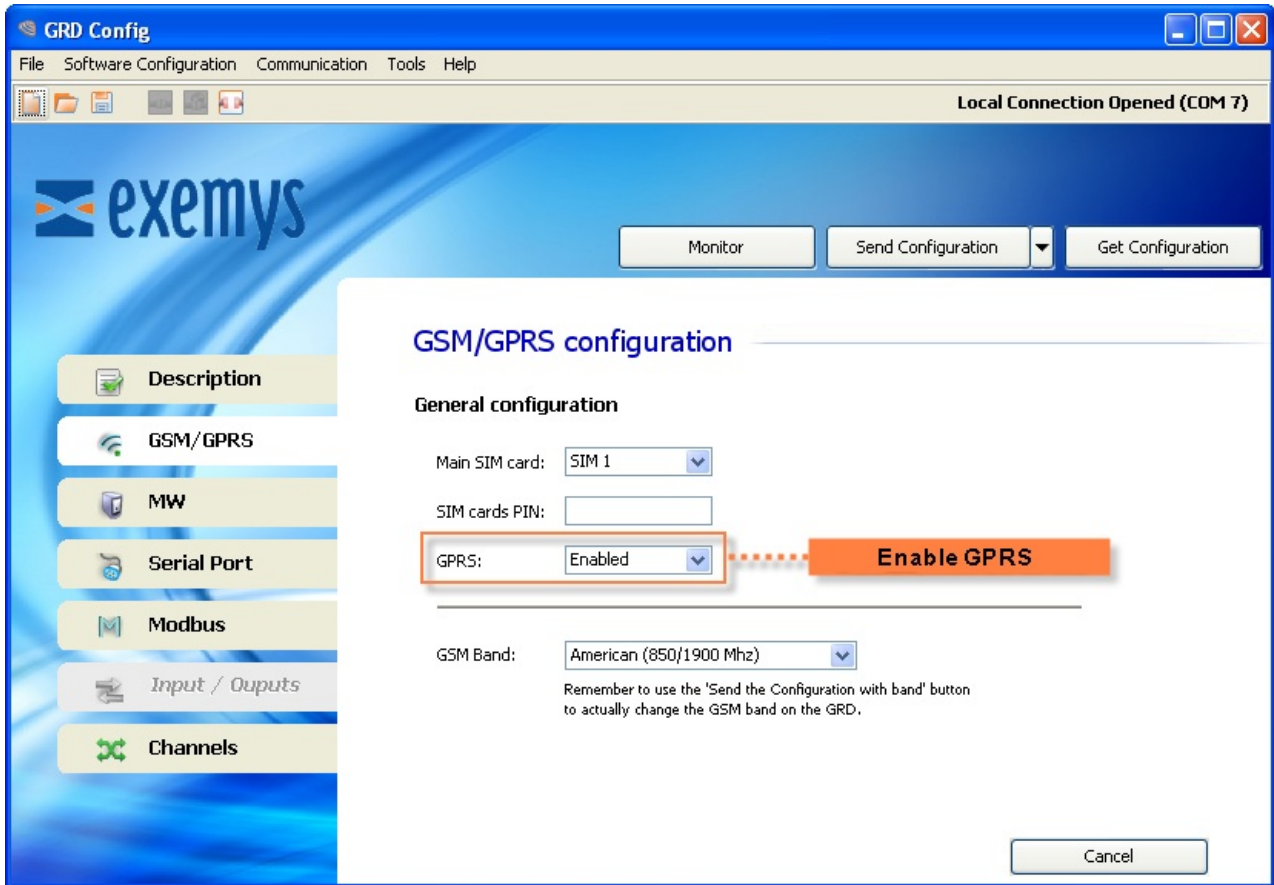 GRD Config
File Software Configuration Communication Tools Help
Local Connection Opened (COM 7)
exemys
Monitor Send Configuration Get Configuration
GSM/GPRS configuration
Description
General configuration
GSM/GPRS
Main SIM card: SIM 1
MW
SIM cards PIN:
Serial Port
GPRS: Enabled Enable GPRS
Modbus
GSM Band: American (850/1900 Mhz)
Input / Ouputs
Remember to use the 'Send the Configuration with band' button
to actually change the GSM band on the GRD.
Channels
Cancel